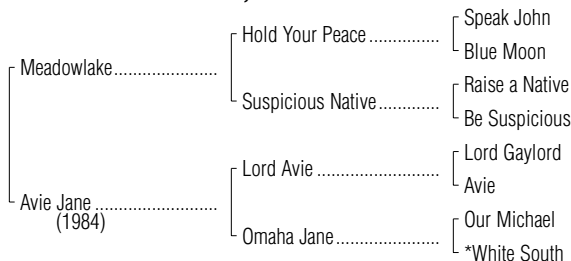 Speak John
Hold Your Peace ...............
Blue Moon
Meadowlake......................
Raise a Native
Suspicious Native.............
Be Suspicious
Lord Gaylord
Lord Avie ..........................
Avie
Avie Jane ..........................
(1984)
Our Michael
Omaha Jane......................
*White South